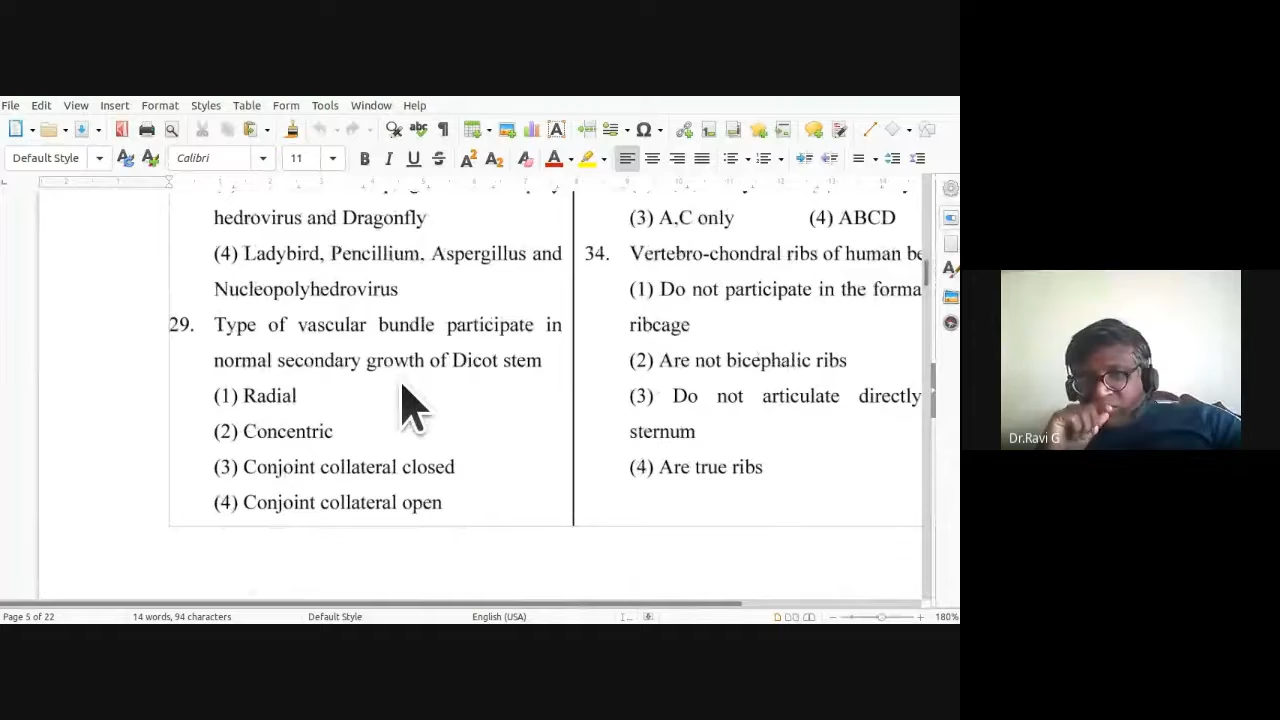 File Edit View Insert Format Styles Table Form Tools Window Help
Default Style Calibri 11
hedrovirus and Dragonfly
(4) Ladybird, Pencillium, Aspergillus and
Nucleopolyhedrovirus
29. Type of vascular bundle participate in
normal secondary growth of Dicot stem
(1) Radial
(2) Concentric
(3) Conjoint collateral closed
(4) Conjoint collateral open
(3) A,C only (4) ABCD
34. Vertebro-chondral ribs of human be
(1) Do not participate in the forma
ribcage
(2) Are not bicephalic ribs
(3) Do not articulate directly
sternum
(4) Are true ribs
Page 5 of 22 14 words, 94 characters Default Style English (USA) 180%
Dr.Ravi G